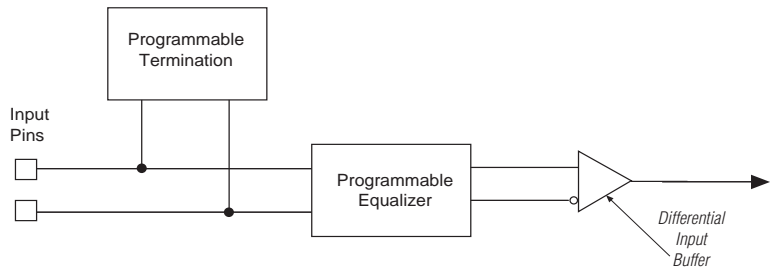 Programmable
Termination
Input
Pins
Programmable
Equalizer
Differential
Input
Buffer